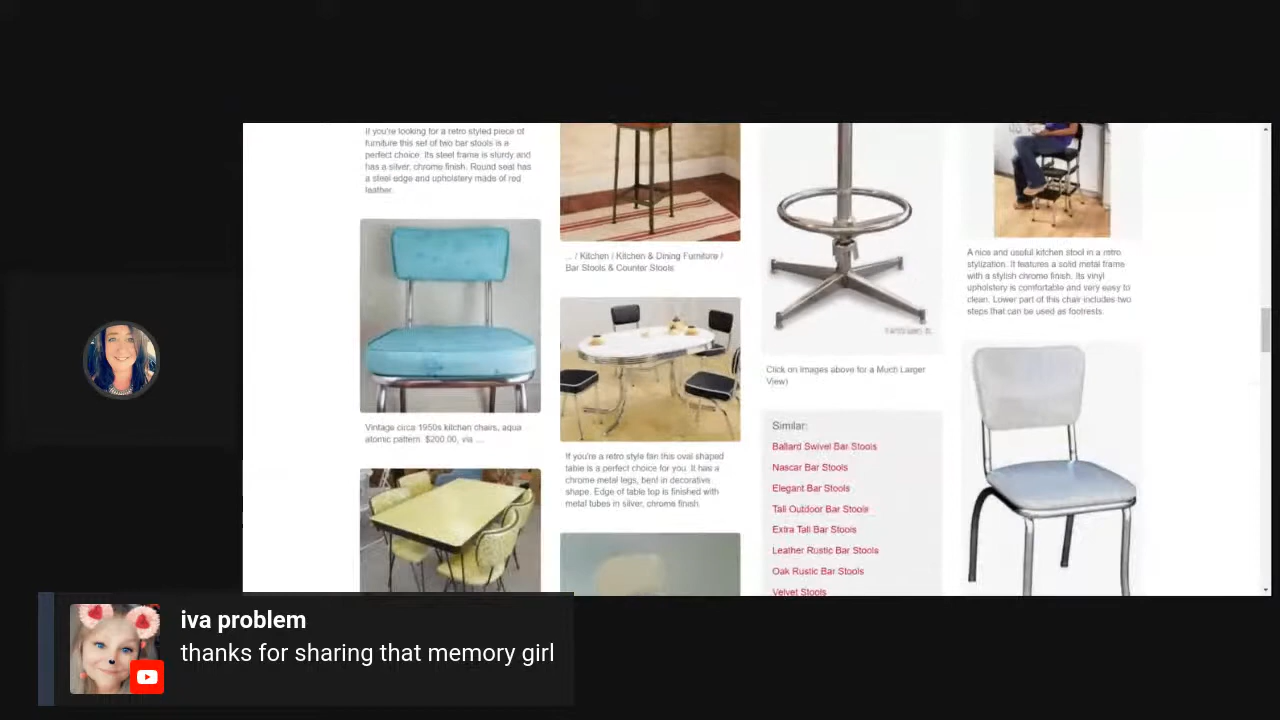 If you're looking for a retro styled piece of
furniture this set of two bar stools is a
perfect choice. Its steel frame is sturdy and
has a silver, chrome finish. Round seat has
a steel edge and upholstery made of red
leather.
Vintage circa 1950s kitchen chairs, aqua
atomic pattern. $200.00, via ...
... / Kitchen / Kitchen & Dining Furniture /
Bar Stools & Counter Stools
If you're a retro style fan this oval shaped
table is a perfect choice for you. It has a
chrome metal legs, bent in decorative
shape. Edge of table top is finished with
metal tubes in silver, chrome finish.
Click on Images above for a Much Larger
View)
Similar:
Ballard Swivel Bar Stools
Nascar Bar Stools
Elegant Bar Stools
Tall Outdoor Bar Stools
Extra Tall Bar Stools
Leather Rustic Bar Stools
Oak Rustic Bar Stools
Velvet Stools
A nice and useful kitchen stool in a retro
stylization. It features a solid metal frame
with a stylish chrome finish. Its vinyl
upholstery is comfortable and very easy to
clean. Lower part of this chair includes two
steps that can be used as footrests.
iva problem
thanks for sharing that memory girl